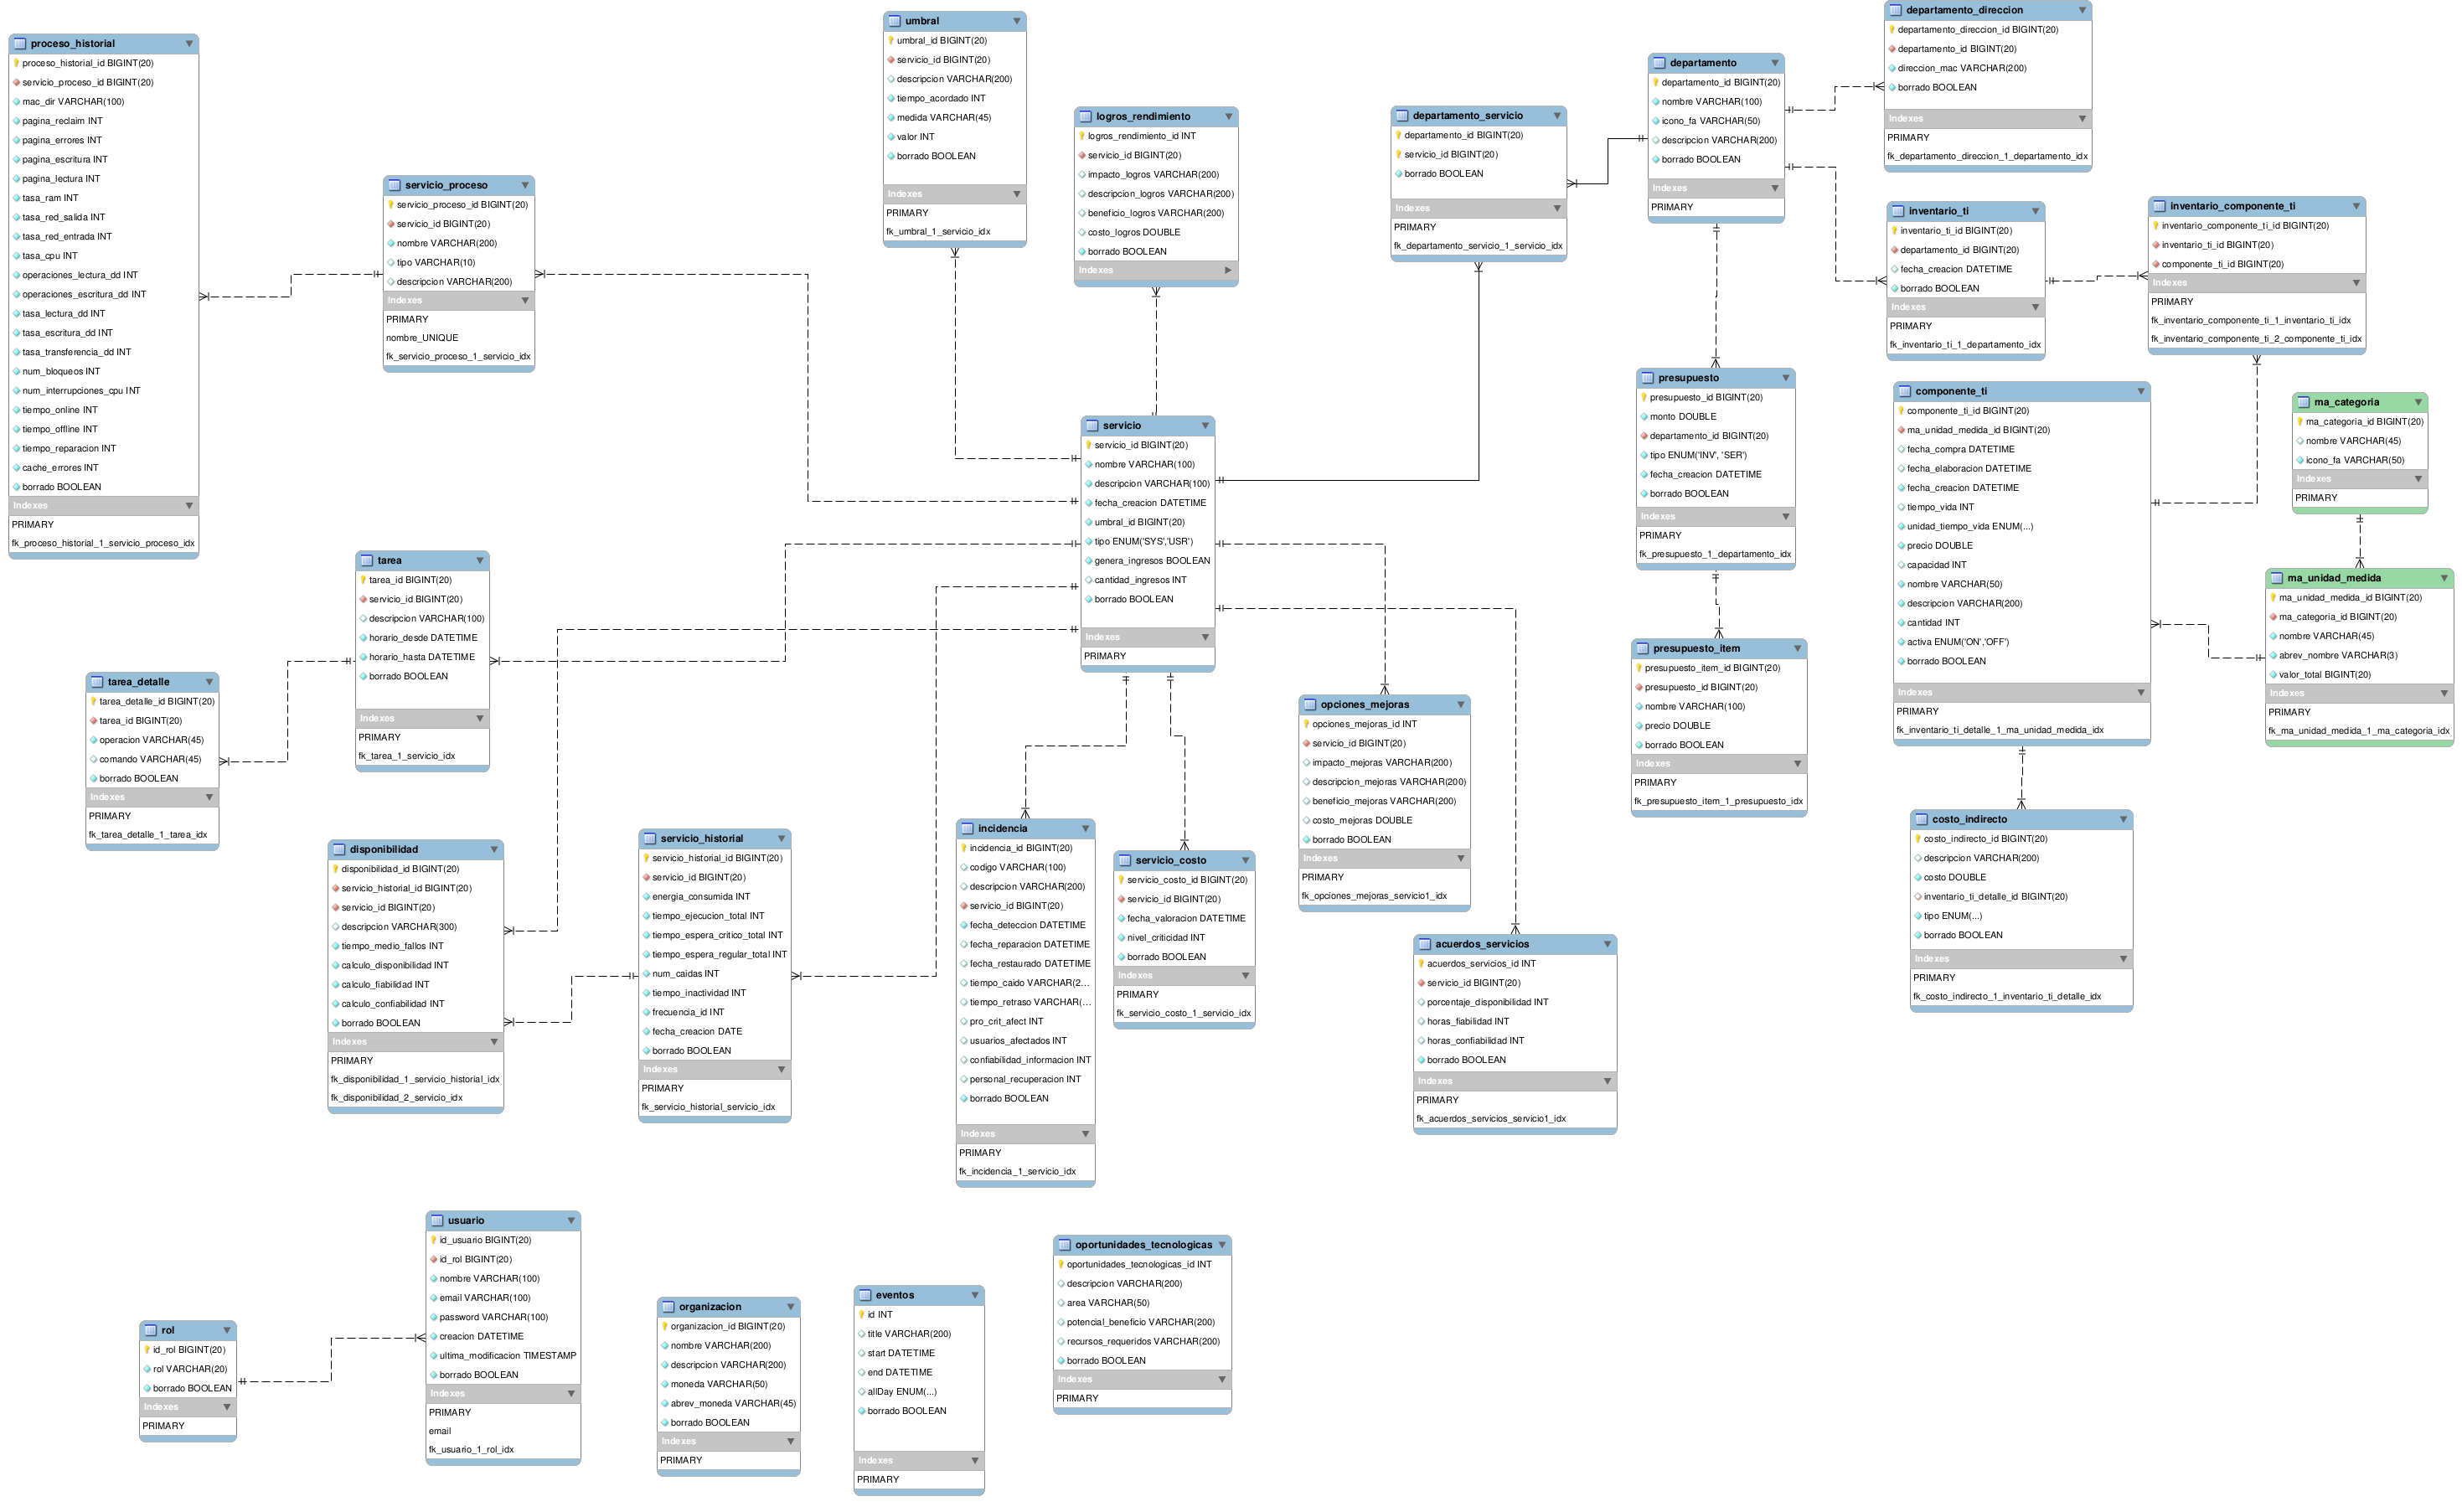 proceso_historial
proceso_historial_id BIGINT(20)
servicio_proceso_id BIGINT(20)
mac_dir VARCHAR(100)
pagina_reclaim INT
pagina_errores INT
pagina_escritura INT
pagina_lectura INT
tasa_ram INT
tasa_red_salida INT
tasa_red_entrada INT
tasa_cpu INT
operaciones_lectura_dd INT
operaciones_escritura_dd INT
tasa_lectura_dd INT
tasa_escritura_dd INT
tasa_transferencia_dd INT
num_bloqueos INT
num_interrupciones_cpu INT
tiempo_online INT
tiempo_offline INT
tiempo_reparacion INT
cache_errores INT
borrado BOOLEAN
Indexes
PRIMARY
fk_proceso_historial_1_servicio_proceso_idx
servicio_proceso
servicio_proceso_id BIGINT(20)
servicio_id BIGINT(20)
nombre VARCHAR(200)
tipo VARCHAR(10)
descripcion VARCHAR(200)
Indexes
PRIMARY
nombre_UNIQUE
fk_servicio_proceso_1_servicio_idx
umbral
umbral_id BIGINT(20)
servicio_id BIGINT(20)
descripcion VARCHAR(200)
tiempo_acordado INT
medida VARCHAR(45)
valor INT
borrado BOOLEAN
Indexes
PRIMARY
fk_umbral_1_servicio_idx
logros_rendimiento
logros_rendimiento_id INT
servicio_id BIGINT(20)
impacto_logros VARCHAR(200)
descripcion_logros VARCHAR(200)
beneficio_logros VARCHAR(200)
costo_logros DOUBLE
borrado BOOLEAN
Indexes
departamento_servicio
departamento_id BIGINT(20)
servicio_id BIGINT(20)
borrado BOOLEAN
Indexes
PRIMARY
fk_departamento_servicio_1_servicio_idx
departamento
departamento_id BIGINT(20)
nombre VARCHAR(100)
icono_fa VARCHAR(50)
descripcion VARCHAR(200)
borrado BOOLEAN
Indexes
PRIMARY
departamento_direccion
departamento_direccion_id BIGINT(20)
departamento_id BIGINT(20)
direccion_mac VARCHAR(200)
borrado BOOLEAN
Indexes
PRIMARY
fk_departamento_direccion_1_departamento_idx
inventario_ti
inventario_ti_id BIGINT(20)
departamento_id BIGINT(20)
fecha_creacion DATETIME
borrado BOOLEAN
Indexes
PRIMARY
fk_inventario_ti_1_departamento_idx
inventario_componente_ti
inventario_componente_ti_id BIGINT(20)
inventario_ti_id BIGINT(20)
componente_ti_id BIGINT(20)
Indexes
PRIMARY
fk_inventario_componente_ti_1_inventario_ti_idx
fk_inventario_componente_ti_2_componente_ti_idx
servicio
servicio_id BIGINT(20)
nombre VARCHAR(100)
descripcion VARCHAR(100)
fecha_creacion DATETIME
umbral_id BIGINT(20)
tipo ENUM('SYS','USR')
genera_ingresos BOOLEAN
cantidad_ingresos INT
borrado BOOLEAN
Indexes
PRIMARY
presupuesto
presupuesto_id BIGINT(20)
monto DOUBLE
departamento_id BIGINT(20)
tipo ENUM('INV', 'SER')
fecha_creacion DATETIME
borrado BOOLEAN
Indexes
PRIMARY
fk_presupuesto_1_departamento_idx
componente_ti
componente_ti_id BIGINT(20)
ma_unidad_medida_id BIGINT(20)
fecha_compra DATETIME
fecha_elaboracion DATETIME
fecha_creacion DATETIME
tiempo_vida INT
unidad_tiempo_vida ENUM(...)
precio DOUBLE
capacidad INT
nombre VARCHAR(50)
descripcion VARCHAR(200)
cantidad INT
activa ENUM('ON','OFF')
borrado BOOLEAN
Indexes
PRIMARY
fk_inventario_ti_detalle_1_ma_unidad_medida_idx
ma_categoria
ma_categoria_id BIGINT(20)
nombre VARCHAR(45)
icono_fa VARCHAR(50)
Indexes
PRIMARY
ma_unidad_medida
ma_unidad_medida_id BIGINT(20)
ma_categoria_id BIGINT(20)
nombre VARCHAR(45)
abrev_nombre VARCHAR(3)
valor_total BIGINT(20)
Indexes
PRIMARY
fk_ma_unidad_medida_1_ma_categoria_idx
tarea
tarea_id BIGINT(20)
servicio_id BIGINT(20)
descripcion VARCHAR(100)
horario_desde DATETIME
horario_hasta DATETIME
borrado BOOLEAN
Indexes
PRIMARY
fk_tarea_1_servicio_idx
tarea_detalle
tarea_detalle_id BIGINT(20)
tarea_id BIGINT(20)
operacion VARCHAR(45)
comando VARCHAR(45)
borrado BOOLEAN
Indexes
PRIMARY
fk_tarea_detalle_1_tarea_idx
presupuesto_item
presupuesto_item_id BIGINT(20)
presupuesto_id BIGINT(20)
nombre VARCHAR(100)
precio DOUBLE
borrado BOOLEAN
Indexes
PRIMARY
fk_presupuesto_item_1_presupuesto_idx
opciones_mejoras
opciones_mejoras_id INT
servicio_id BIGINT(20)
impacto_mejoras VARCHAR(200)
descripcion_mejoras VARCHAR(200)
beneficio_mejoras VARCHAR(200)
costo_mejoras DOUBLE
borrado BOOLEAN
Indexes
PRIMARY
fk_opciones_mejoras_servicio1_idx
disponibilidad
disponibilidad_id BIGINT(20)
servicio_historial_id BIGINT(20)
servicio_id BIGINT(20)
descripcion VARCHAR(300)
tiempo_medio_fallos INT
calculo_disponibilidad INT
calculo_fiabilidad INT
calculo_confiabilidad INT
borrado BOOLEAN
Indexes
PRIMARY
fk_disponibilidad_1_servicio_historial_idx
fk_disponibilidad_2_servicio_idx
servicio_historial
servicio_historial_id BIGINT(20)
servicio_id BIGINT(20)
energia_consumida INT
tiempo_ejecucion_total INT
tiempo_espera_critico_total INT
tiempo_espera_regular_total INT
num_caidas INT
tiempo_inactividad INT
frecuencia_id INT
fecha_creacion DATE
borrado BOOLEAN
Indexes
PRIMARY
fk_servicio_historial_servicio_idx
incidencia
incidencia_id BIGINT(20)
codigo VARCHAR(100)
descripcion VARCHAR(200)
servicio_id BIGINT(20)
fecha_deteccion DATETIME
fecha_reparacion DATETIME
fecha_restaurado DATETIME
tiempo_caido VARCHAR(2...
tiempo_retraso VARCHAR(...
pro_crit_afect INT
usuarios_afectados INT
confiabilidad_informacion INT
personal_recuperacion INT
borrado BOOLEAN
Indexes
PRIMARY
fk_incidencia_1_servicio_idx
servicio_costo
servicio_costo_id BIGINT(20)
servicio_id BIGINT(20)
fecha_valoracion DATETIME
nivel_criticidad INT
borrado BOOLEAN
Indexes
PRIMARY
fk_servicio_costo_1_servicio_idx
acuerdos_servicios
acuerdos_servicios_id INT
servicio_id BIGINT(20)
porcentaje_disponibilidad INT
horas_fiabilidad INT
horas_confiabilidad INT
borrado BOOLEAN
Indexes
PRIMARY
fk_acuerdos_servicios_servicio1_idx
costo_indirecto
costo_indirecto_id BIGINT(20)
descripcion VARCHAR(200)
costo DOUBLE
inventario_ti_detalle_id BIGINT(20)
tipo ENUM(...)
borrado BOOLEAN
Indexes
PRIMARY
fk_costo_indirecto_1_inventario_ti_detalle_idx
rol
id_rol BIGINT(20)
rol VARCHAR(20)
borrado BOOLEAN
Indexes
PRIMARY
usuario
id_usuario BIGINT(20)
id_rol BIGINT(20)
nombre VARCHAR(100)
email VARCHAR(100)
password VARCHAR(100)
creacion DATETIME
ultima_modificacion TIMESTAMP
borrado BOOLEAN
Indexes
PRIMARY
email
fk_usuario_1_rol_idx
organizacion
organizacion_id BIGINT(20)
nombre VARCHAR(200)
descripcion VARCHAR(200)
moneda VARCHAR(50)
abrev_moneda VARCHAR(45)
borrado BOOLEAN
Indexes
PRIMARY
eventos
id INT
title VARCHAR(200)
start DATETIME
end DATETIME
allDay ENUM(...)
borrado BOOLEAN
Indexes
PRIMARY
oportunidades_tecnologicas
oportunidades_tecnologicas_id INT
descripcion VARCHAR(200)
area VARCHAR(50)
potencial_beneficio VARCHAR(200)
recursos_requeridos VARCHAR(200)
borrado BOOLEAN
Indexes
PRIMARY